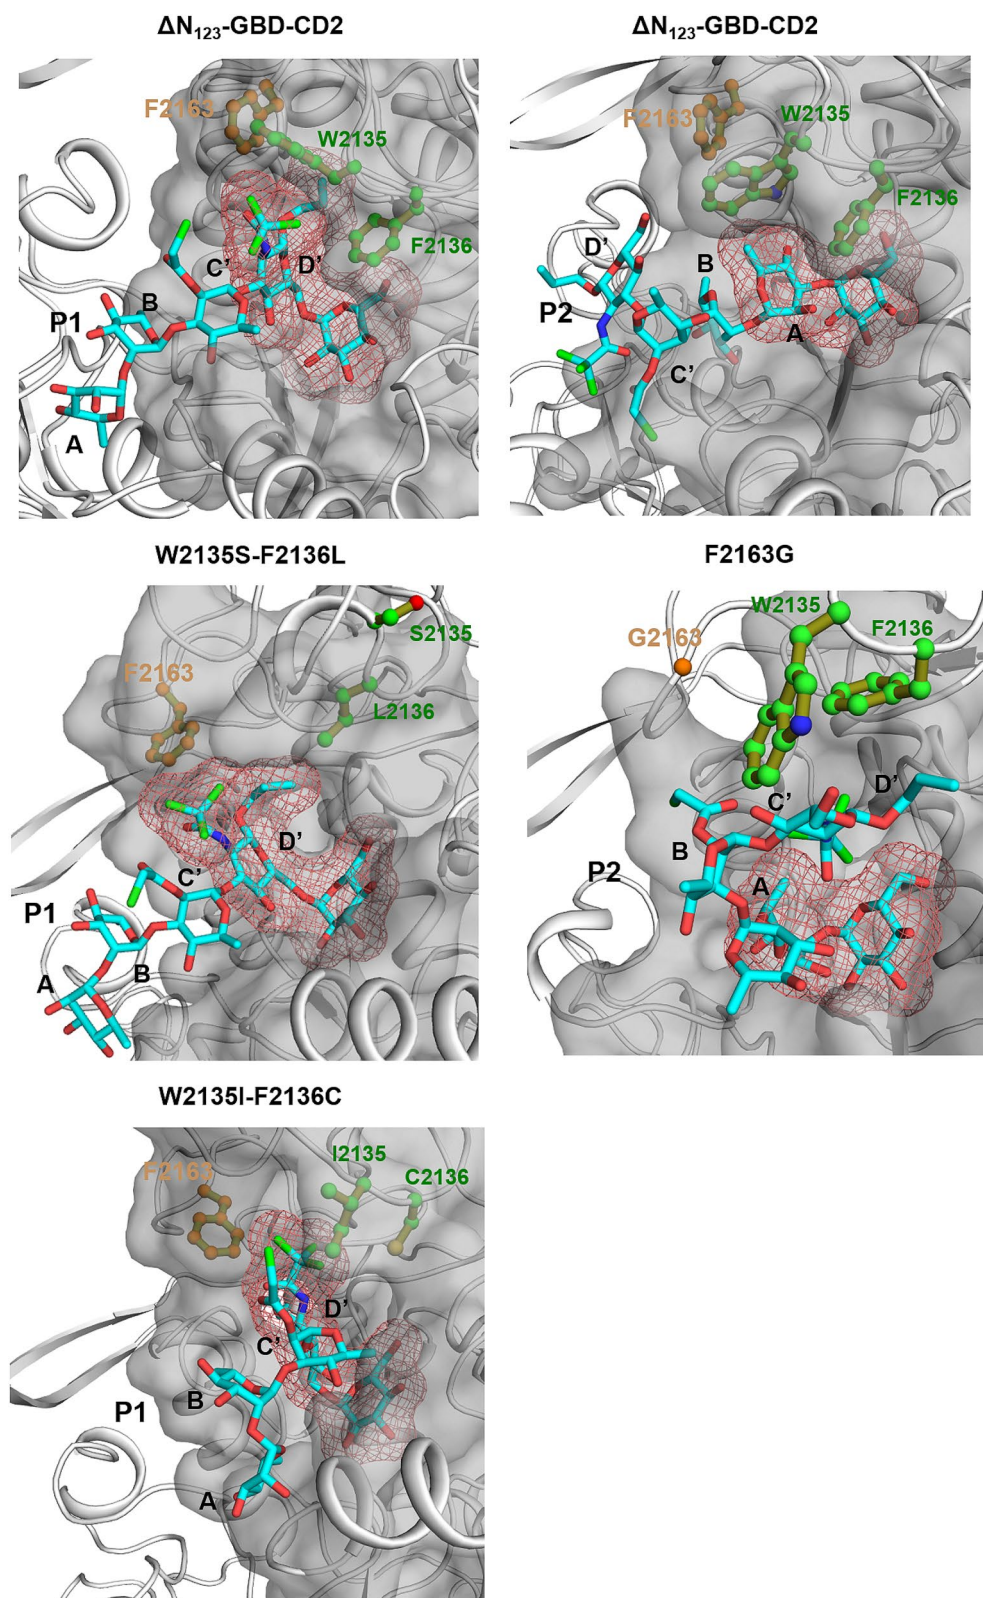 ΔN₁₂₃-GBD-CD2
F2163
W2135
F2136
C’
D’
B
P1
A
ΔN₁₂₃-GBD-CD2
F2163
W2135
F2136
D’
B
P2
A
C’
W2135S-F2136L
S2135
F2163
L2136
D’
C’
P1
A
B
F2163G
W2135
G2163
F2136
D’
C’
B
P2
A
W2135I-F2136C
I2135
F2163
C2136
D’
C’
B
P1
A